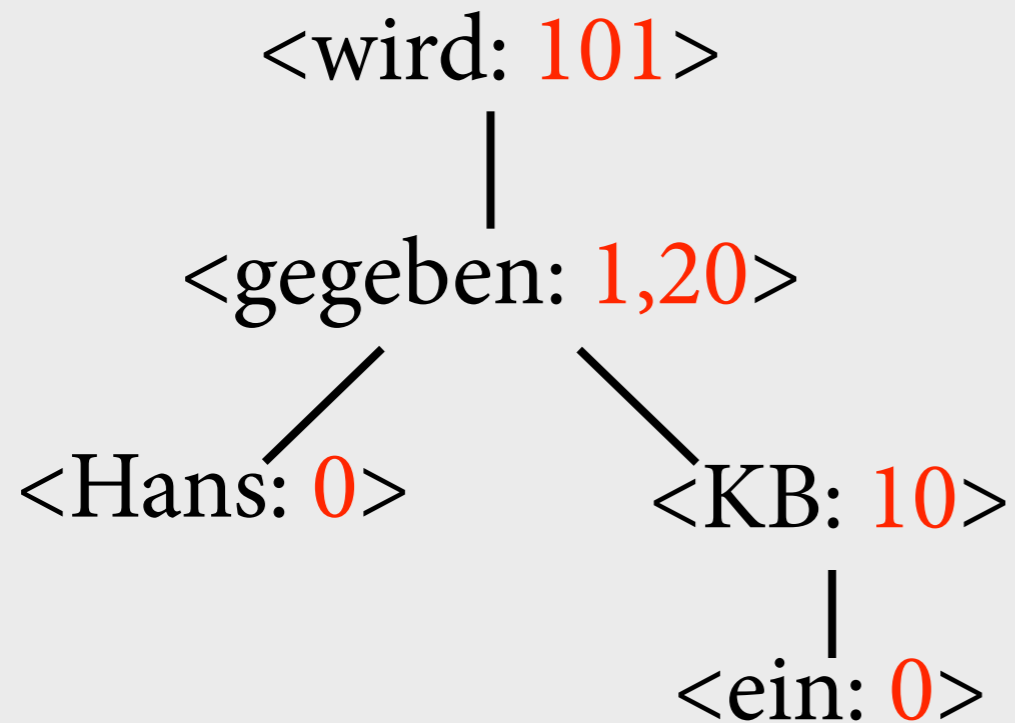 <wird: 101>
<gegeben: 1,20>
<Hans: 0> <KB: 10>
<ein: 0>